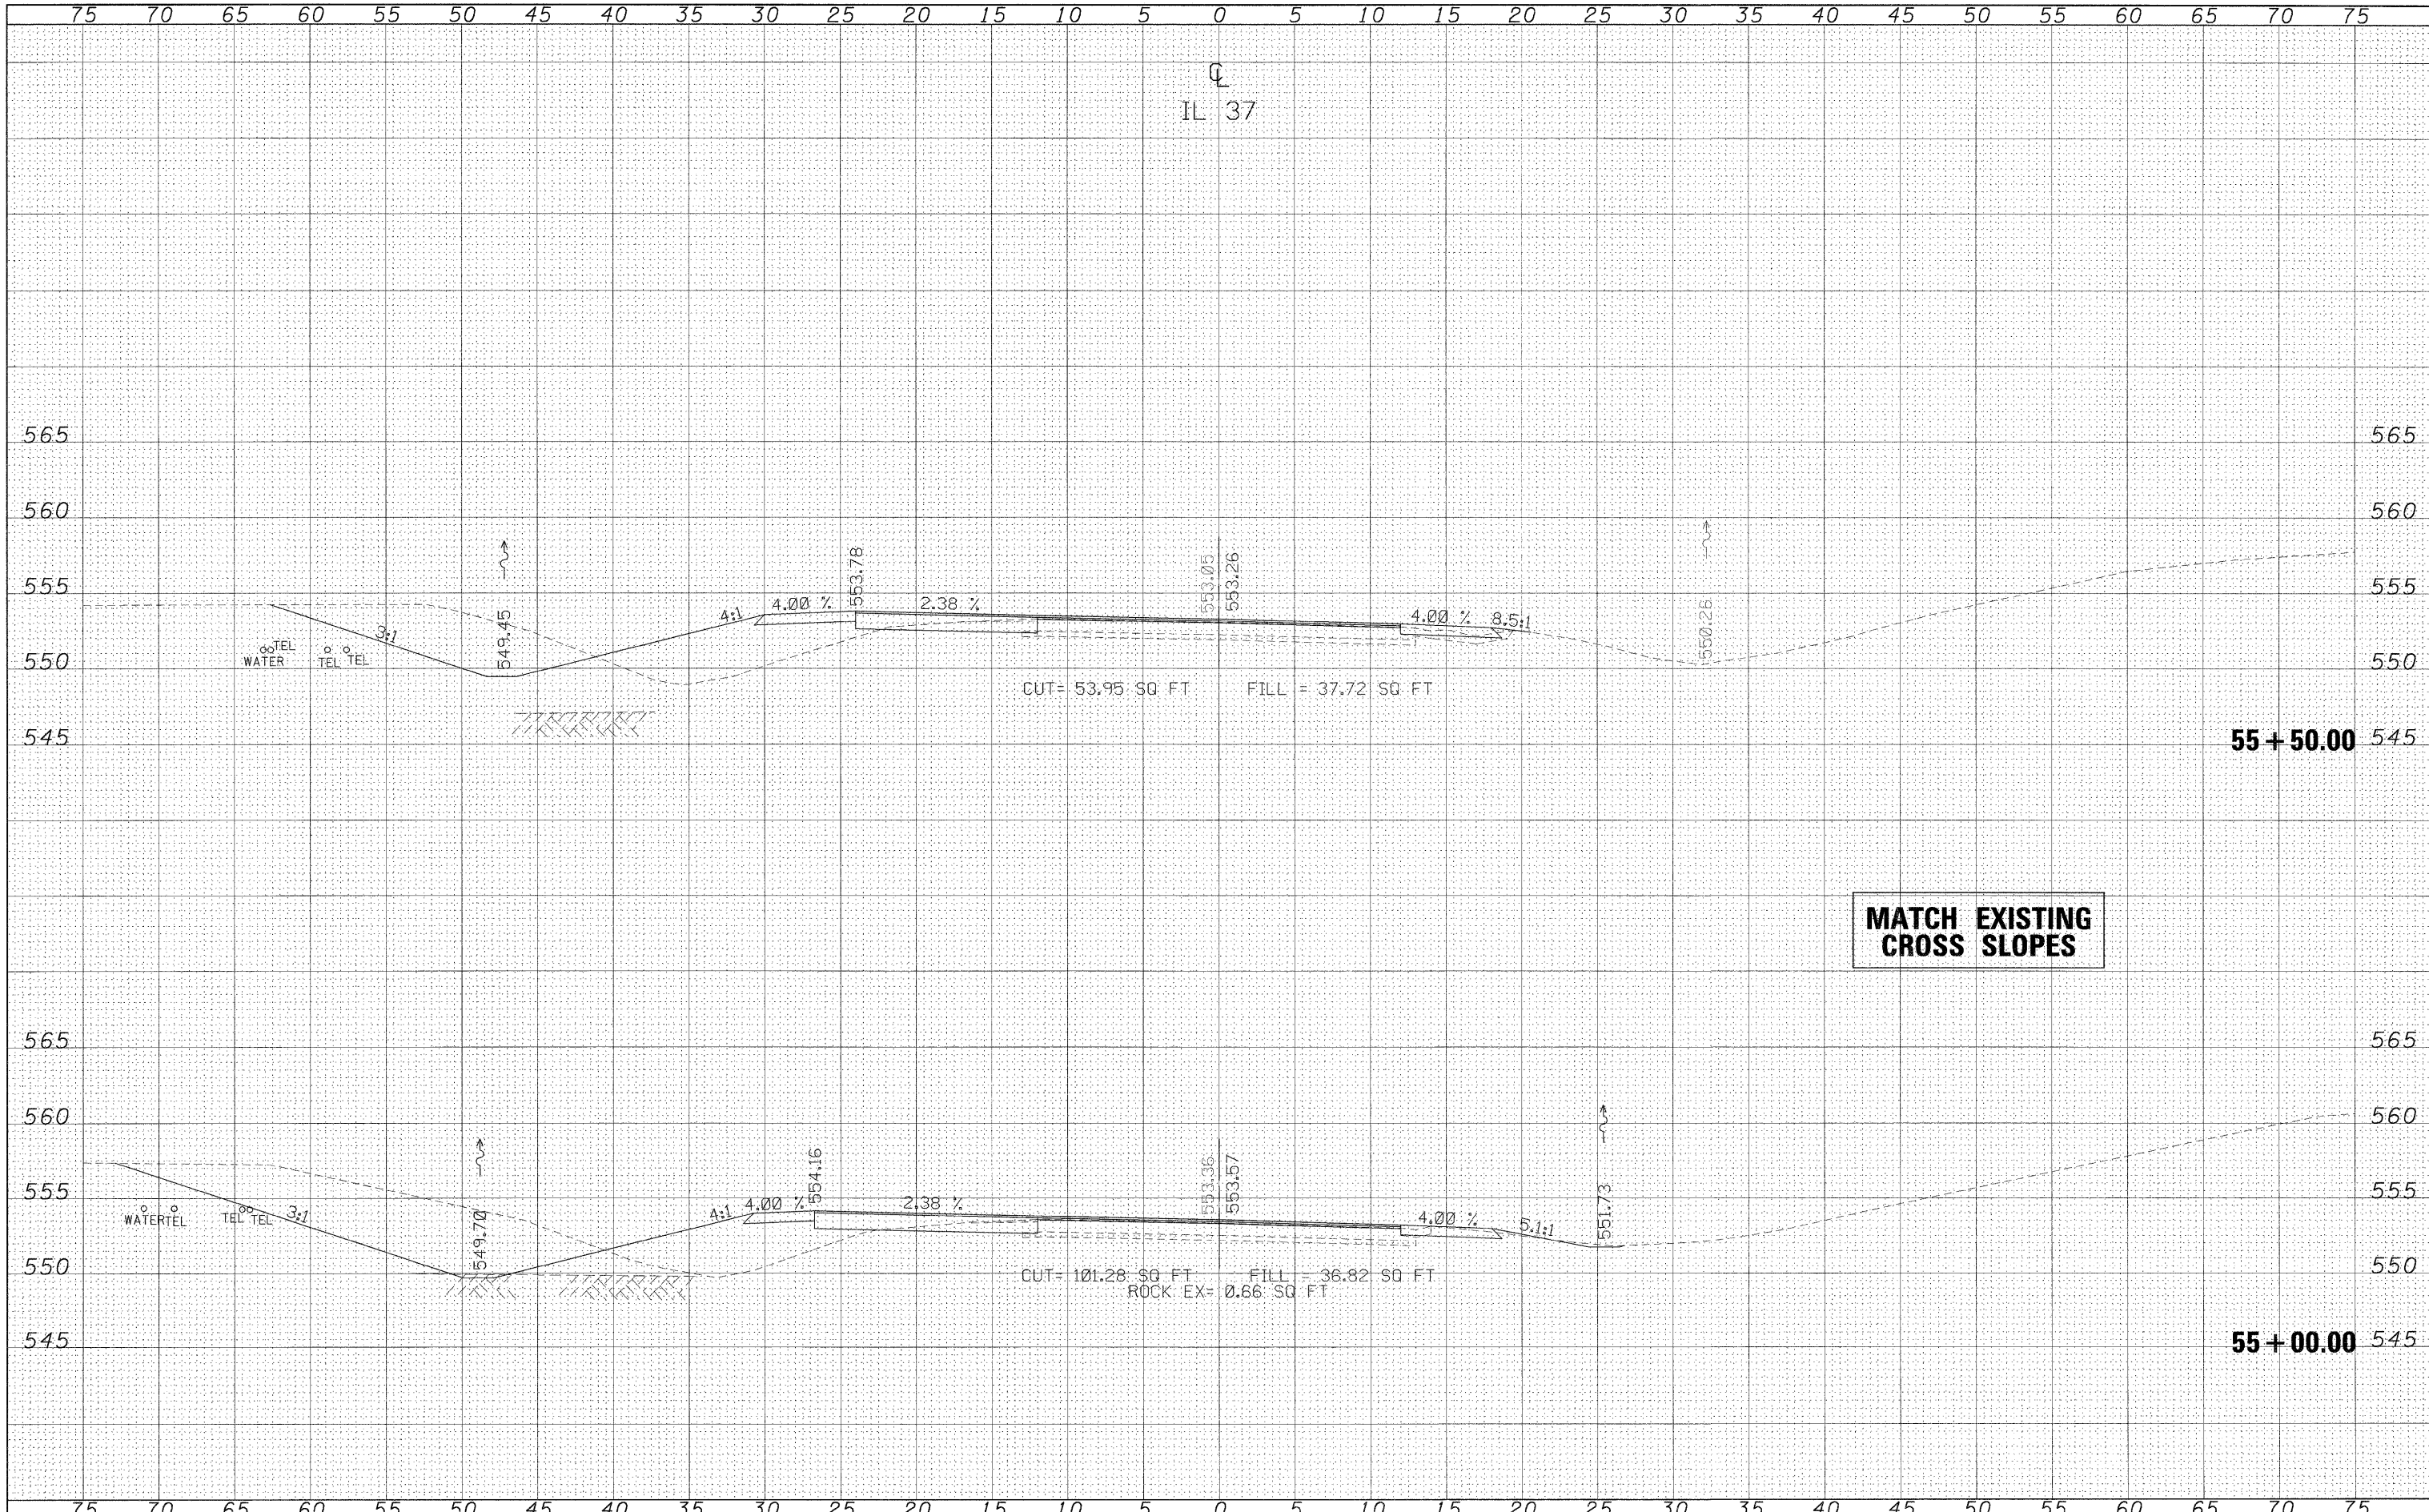 75 70 65 60 55 50 45 40 35 30 25 20 15 10 5 0 5 10 15 20 25 30 35 40 45 50 55 60 65 70 75
℄
IL 37
565 565
560 560
553.78 553.05 553.26
555 4:1 4.00 % 2.38 % 4.00 % 8.5:1 555
3:1 549.45 550.26
TEL
WATER TEL TEL
550 550
CUT= 53.95 SQ FT FILL = 37.72 SQ FT
545 55+50.00 545
MATCH EXISTING
CROSS SLOPES
565 565
560 560
554.16 553.36 553.57
555 4:1 4.00 % 2.38 % 4.00 % 5.1:1 551.73 555
WATER TEL TEL TEL 3:1 549.70
550 550
CUT= 101.28 SQ FT FILL = 36.82 SQ FT
ROCK EX= 0.66 SQ FT
545 55+00.00 545
75 70 65 60 55 50 45 40 35 30 25 20 15 10 5 0 5 10 15 20 25 30 35 40 45 50 55 60 65 70 75